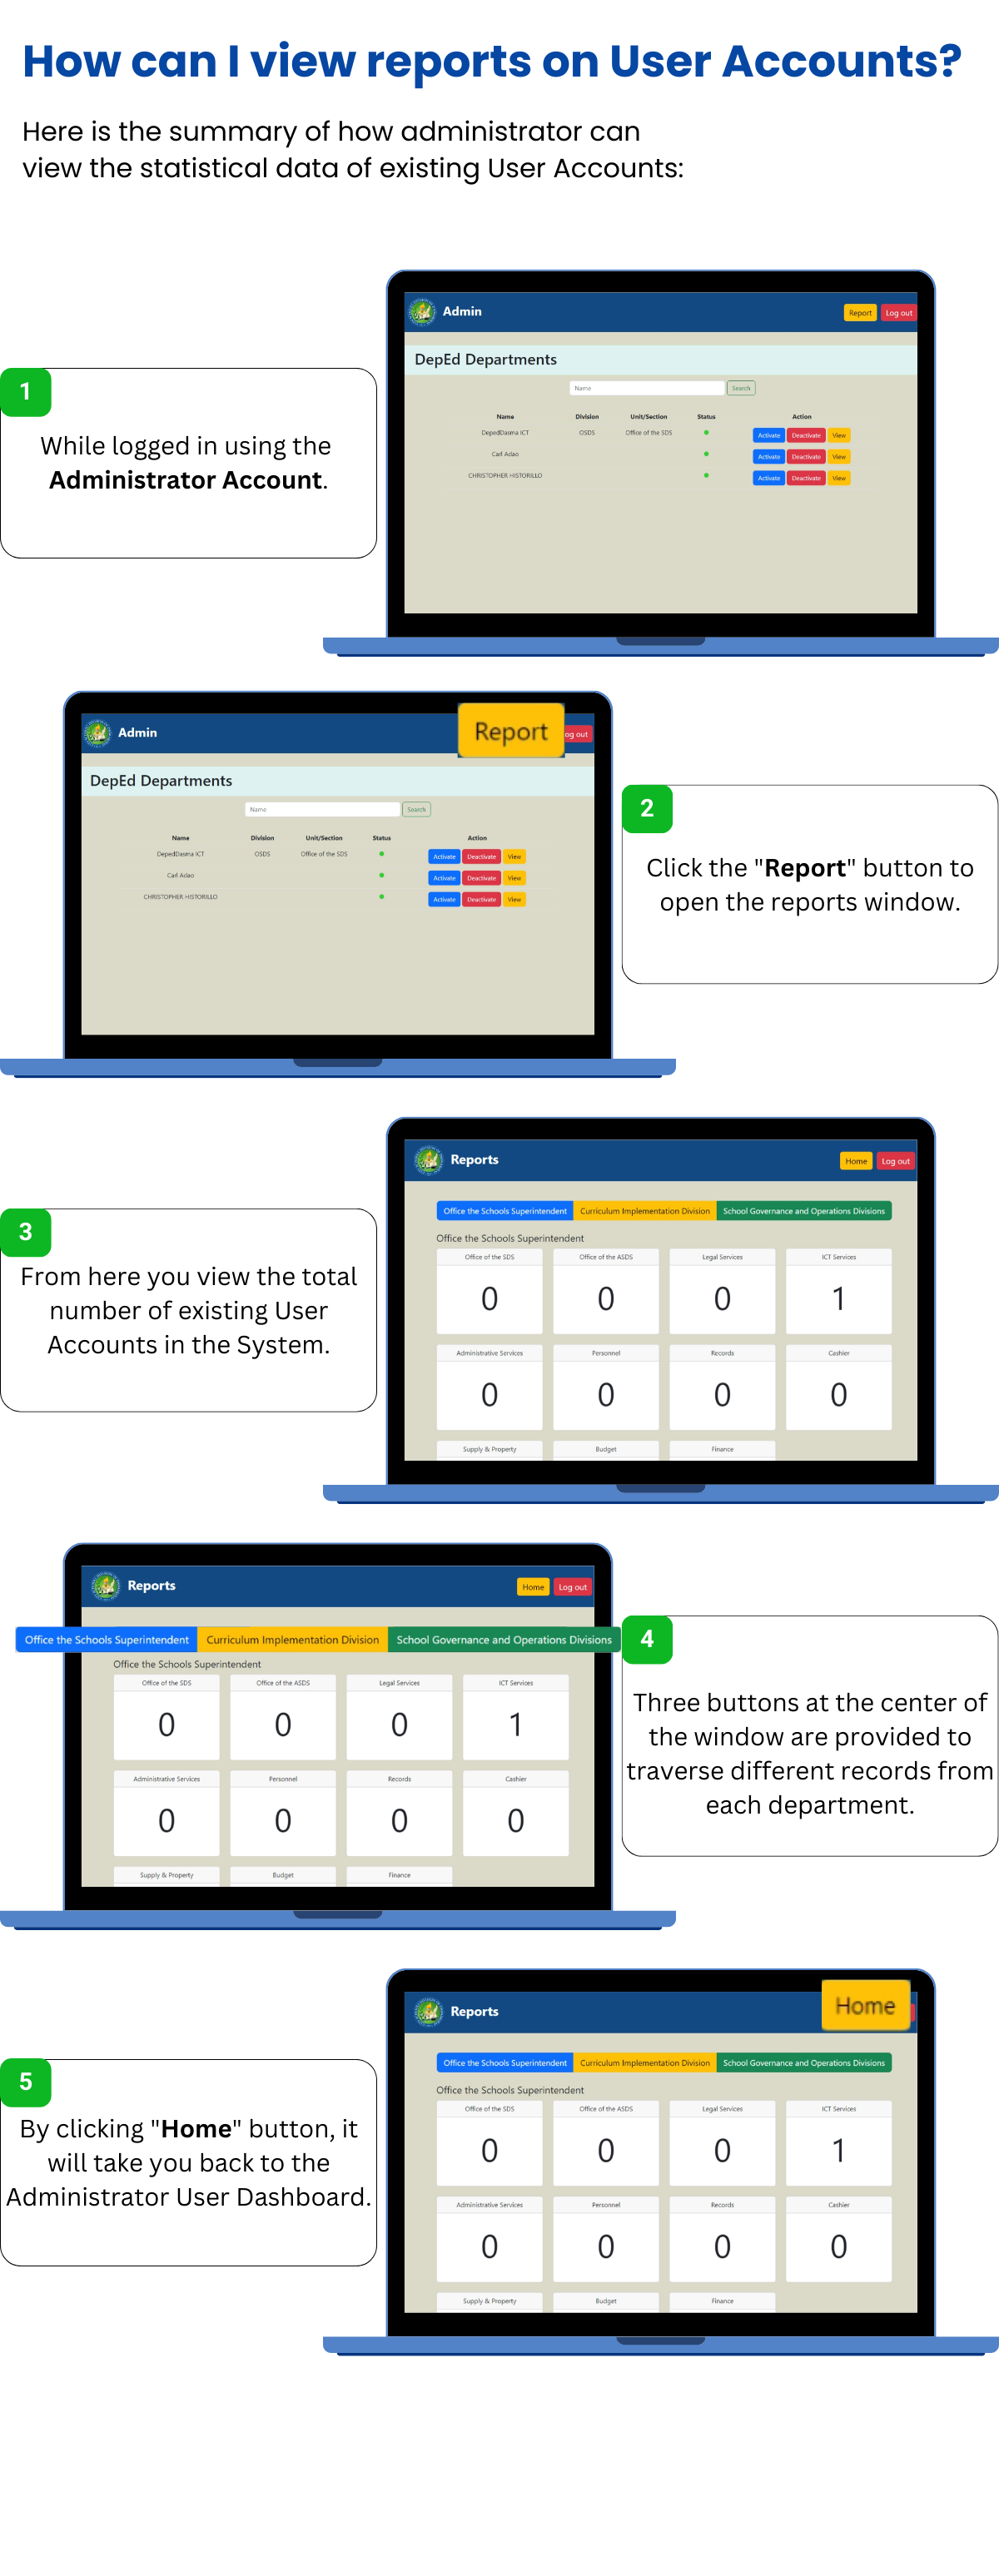 How can I view reports on User Accounts?
Here is the summary of how administrator can
view the statistical data of existing User Accounts:
1
While logged in using the
Administrator Account.
Admin
Report
Log out
DepEd Departments
Name
Search
Name Division Unit/Section Status Action
DepedDasma ICT OSDS Office of the SDS Activate Deactivate View
Carl Adao Activate Deactivate View
CHRISTOPHER HISTORILLO Activate Deactivate View
Admin
Report
og out
DepEd Departments
Name
Search
Name Division Unit/Section Status Action
DepedDasma ICT OSDS Office of the SDS Activate Deactivate View
Carl Adao Activate Deactivate View
CHRISTOPHER HISTORILLO Activate Deactivate View
2
Click the "Report" button to
open the reports window.
3
From here you view the total
number of existing User
Accounts in the System.
Reports
Home
Log out
Office the Schools Superintendent Curriculum Implementation Division School Governance and Operations Divisions
Office the Schools Superintendent
Office of the SDS Office of the ASDS Legal Services ICT Services
0 0 0 1
Administrative Services Personnel Records Cashier
0 0 0 0
Supply & Property Budget Finance
Reports
Home
Log out
Office the Schools Superintendent Curriculum Implementation Division School Governance and Operations Divisions
Office the Schools Superintendent
Office of the SDS Office of the ASDS Legal Services ICT Services
0 0 0 1
Administrative Services Personnel Records Cashier
0 0 0 0
Supply & Property Budget Finance
4
Three buttons at the center of
the window are provided to
traverse different records from
each department.
5
By clicking "Home" button, it
will take you back to the
Administrator User Dashboard.
Reports
Home
Office the Schools Superintendent Curriculum Implementation Division School Governance and Operations Divisions
Office the Schools Superintendent
Office of the SDS Office of the ASDS Legal Services ICT Services
0 0 0 1
Administrative Services Personnel Records Cashier
0 0 0 0
Supply & Property Budget Finance